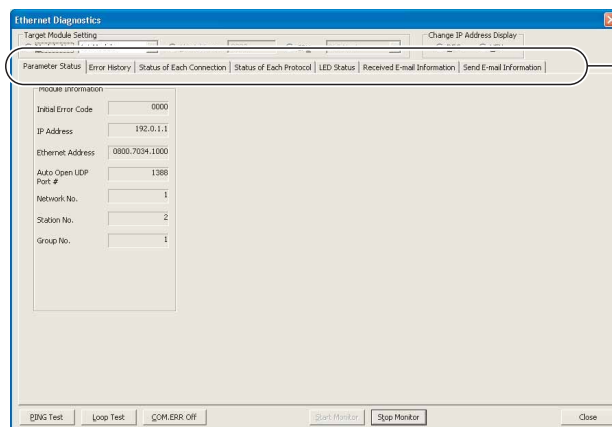 Ethernet Diagnostics
Target Module Setting
Change IP Address Display
Parameter Status Error History Status of Each Connection Status of Each Protocol LED Status Received E-mail Information Send E-mail Information
Module Information
Initial Error Code 0000
IP Address 192.0.1.1
Ethernet Address 0800.7034.1000
Auto Open UDP
Port # 1388
Network No. 1
Station No. 2
Group No. 1
PING Test Loop Test COM.ERR Off Start Monitor Stop Monitor Close